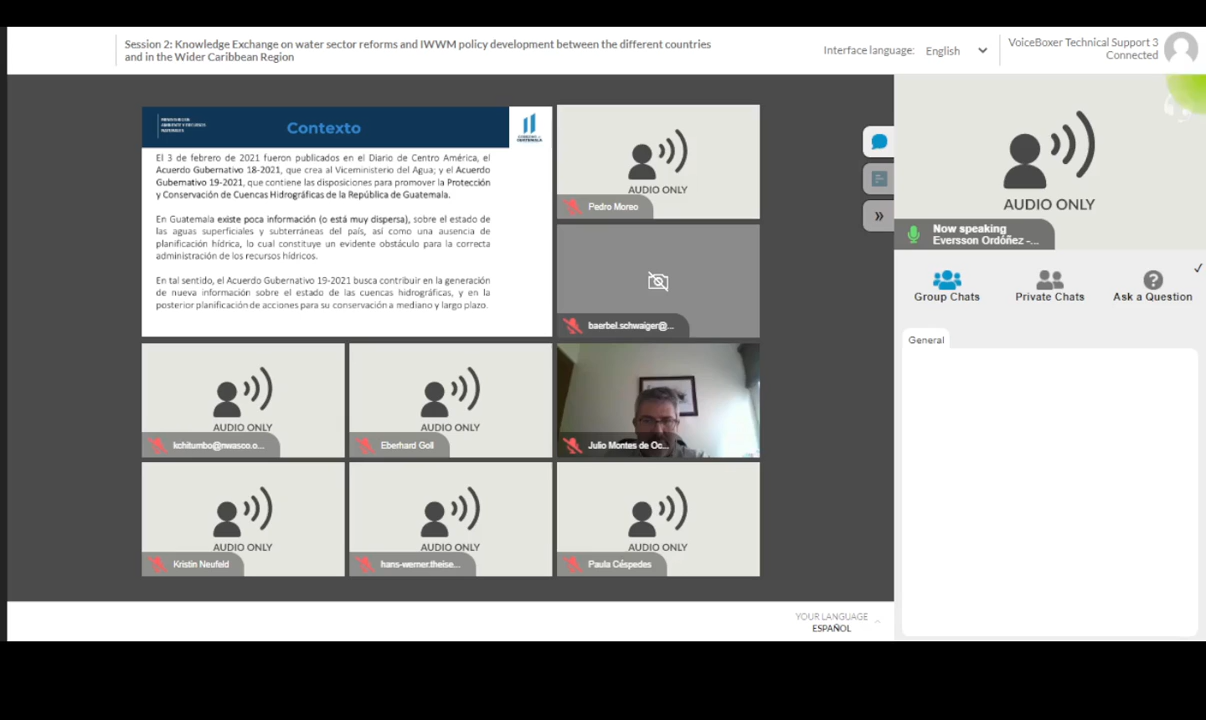 Session 2: Knowledge Exchange on water sector reforms and IWWM policy development between the different countries
and in the Wider Caribbean Region
Interface language: English
VoiceBoxer Technical Support 3
Connected
MINISTERIO DE
AMBIENTE Y RECURSOS
NATURALES
Contexto
GUATEMALA
El 3 de febrero de 2021 fueron publicados en el Diario de Centro América, el
Acuerdo Gubernativo 18-2021, que crea al Viceministerio del Agua; y el Acuerdo
Gubernativo 19-2021, que contiene las disposiciones para promover la Protección
y Conservación de Cuencas Hidrográficas de la República de Guatemala.
En Guatemala existe poca información (o está muy dispersa), sobre el estado de
las aguas superficiales y subterráneas del país, así como una ausencia de
planificación hídrica, lo cual constituye un evidente obstáculo para la correcta
administración de los recursos hídricos.
En tal sentido, el Acuerdo Gubernativo 19-2021 busca contribuir en la generación
de nueva información sobre el estado de las cuencas hidrográficas, y en la
posterior planificación de acciones para su conservación a mediano y largo plazo.
AUDIO ONLY
Pedro Moreo
baerbel.schwaiger@...
AUDIO ONLY
kchitumbo@nwasco.o...
AUDIO ONLY
Eberhard Goll
Julio Montes de Oc...
AUDIO ONLY
Kristin Neufeld
AUDIO ONLY
hans-werner.theise...
AUDIO ONLY
Paula Céspedes
AUDIO ONLY
Now speaking
Eversson Ordóñez -...
Group Chats
Private Chats
Ask a Question
General
YOUR LANGUAGE
ESPAÑOL